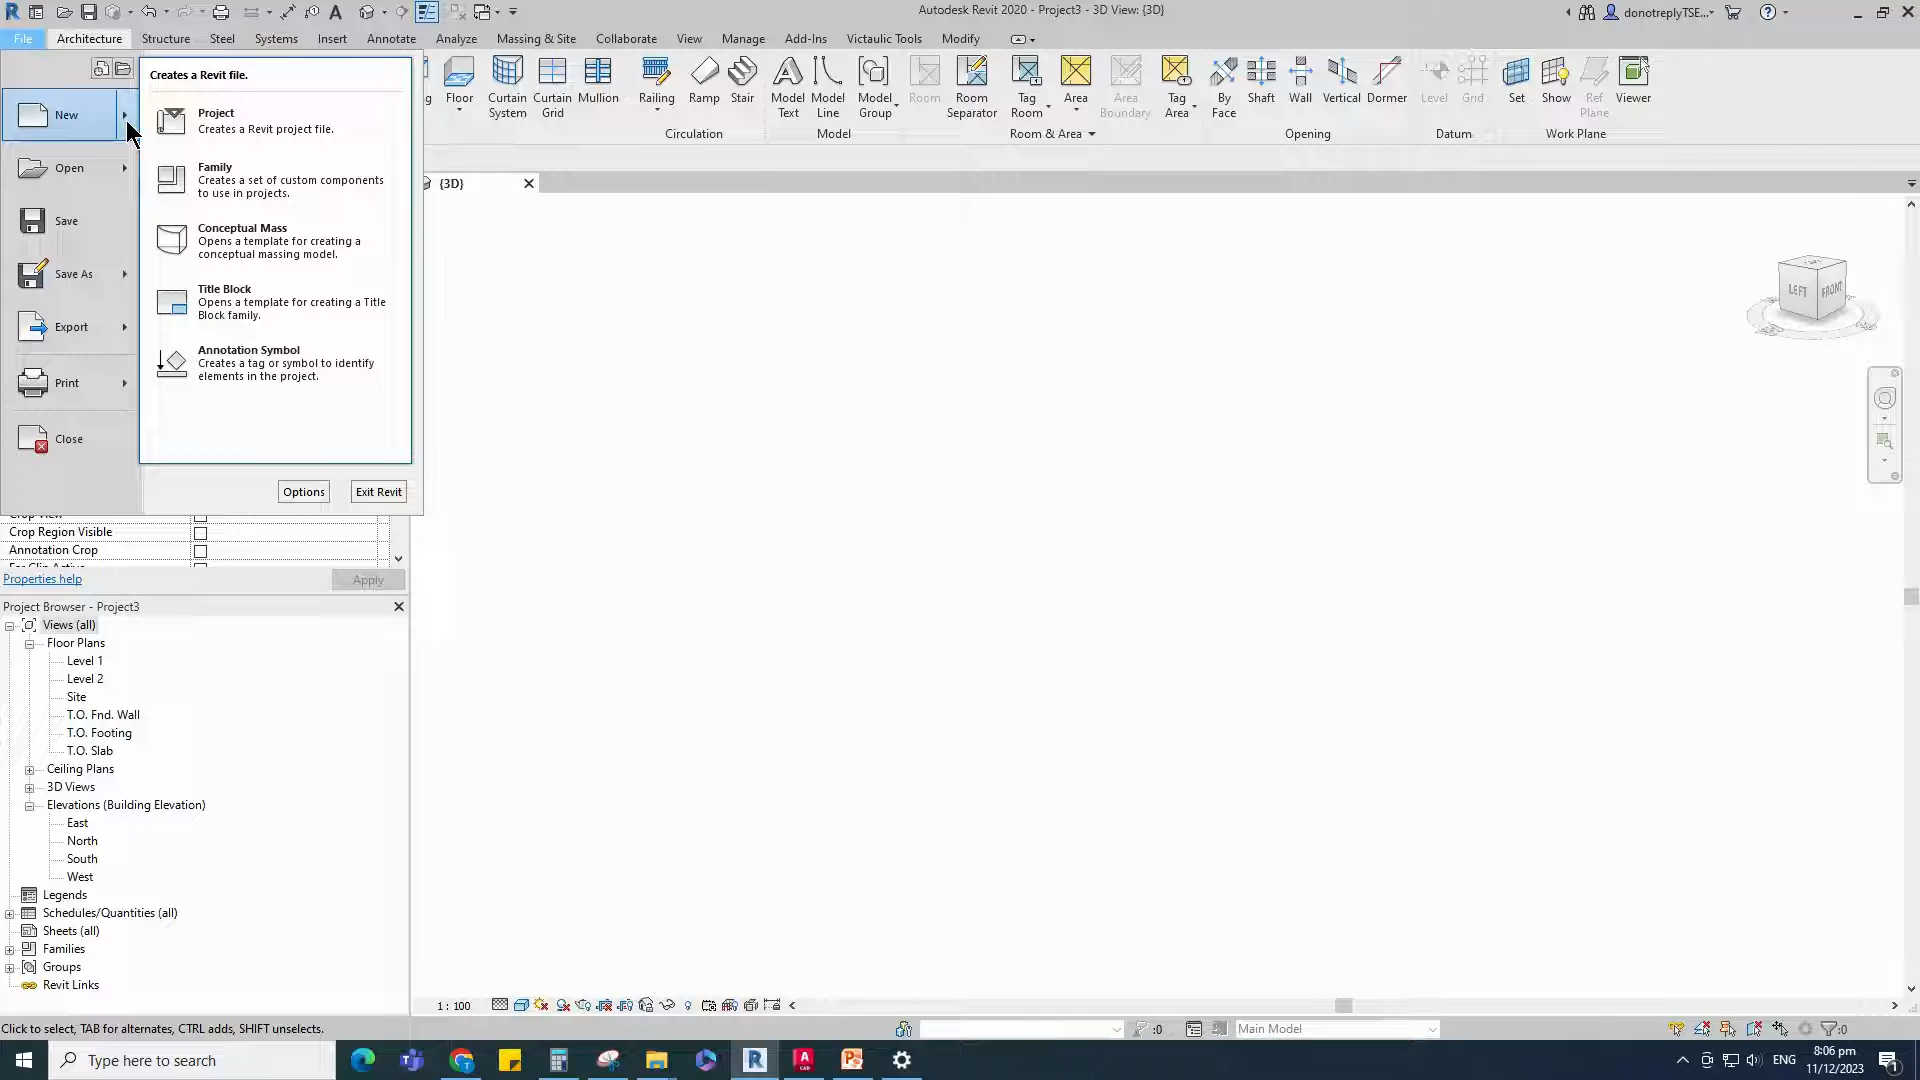 Autodesk Revit 2020 - Project3 - 3D View: {3D}
donotreplyTSE...
File
Architecture
Structure
Steel
Systems
Insert
Annotate
Analyze
Massing & Site
Collaborate
View
Manage
Add-Ins
Victaulic Tools
Modify
Creates a Revit file.
New
Project
Creates a Revit project file.
Open
Family
Creates a set of custom components
to use in projects.
Save
Conceptual Mass
Opens a template for creating a
conceptual massing model.
Save As
Title Block
Opens a template for creating a Title
Block family.
Export
Annotation Symbol
Creates a tag or symbol to identify
elements in the project.
Print
Close
Options
Exit Revit
g
Floor
Curtain
System
Curtain
Grid
Mullion
Railing
Ramp
Stair
Model
Text
Model
Line
Model
Group
Room
Room
Separator
Tag
Room
Area
Area
Boundary
Tag
Area
By
Face
Shaft
Wall
Vertical
Dormer
Level
Grid
Set
Show
Ref
Plane
Viewer
Circulation
Model
Room & Area
Opening
Datum
Work Plane
{3D}
LEFT
FRONT
Crop View
Crop Region Visible
Annotation Crop
Far Clip Active
Properties help
Apply
Project Browser - Project3
Views (all)
Floor Plans
Level 1
Level 2
Site
T.O. Fnd. Wall
T.O. Footing
T.O. Slab
Ceiling Plans
3D Views
Elevations (Building Elevation)
East
North
South
West
Legends
Schedules/Quantities (all)
Sheets (all)
Families
Groups
Revit Links
1 : 100
Click to select, TAB for alternates, CTRL adds, SHIFT unselects.
:0
Main Model
:0
Type here to search
ENG
8:06 pm
11/12/2023
1